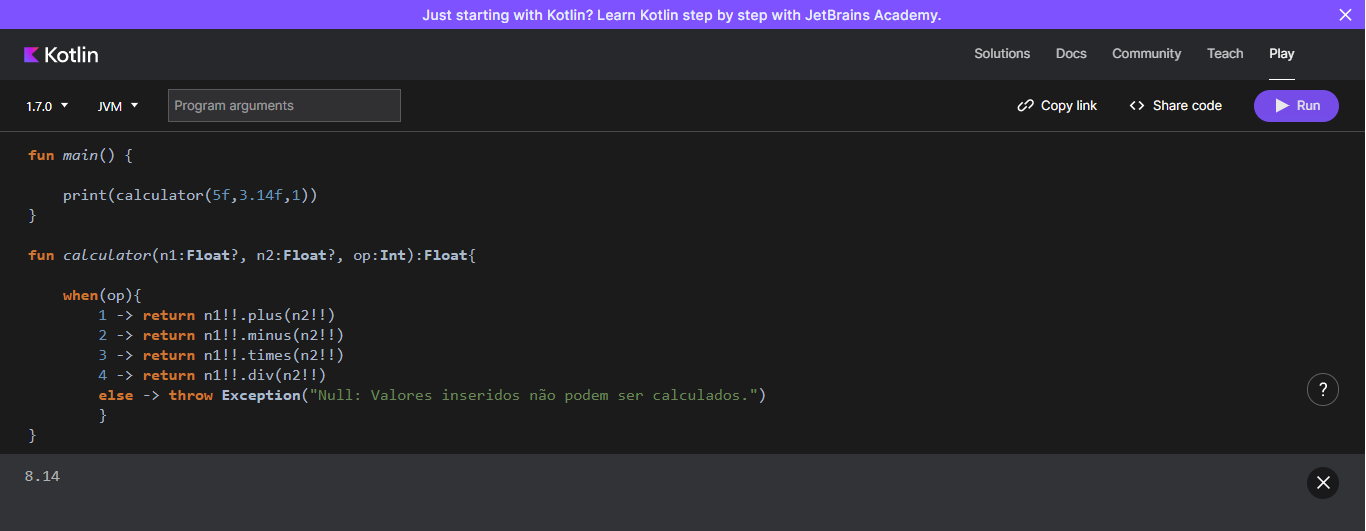 Just starting with Kotlin? Learn Kotlin step by step with JetBrains Academy.
Kotlin
Solutions Docs Community Teach Play
1.7.0 JVM Program arguments Copy link <> Share code Run
fun main() {
    print(calculator(5f,3.14f,1))
}
fun calculator(n1:Float?, n2:Float?, op:Int):Float{
    when(op){
        1 -> return n1!!.plus(n2!!)
        2 -> return n1!!.minus(n2!!)
        3 -> return n1!!.times(n2!!)
        4 -> return n1!!.div(n2!!)
        else -> throw Exception("Null: Valores inseridos não podem ser calculados.")
        }
}
?
8.14